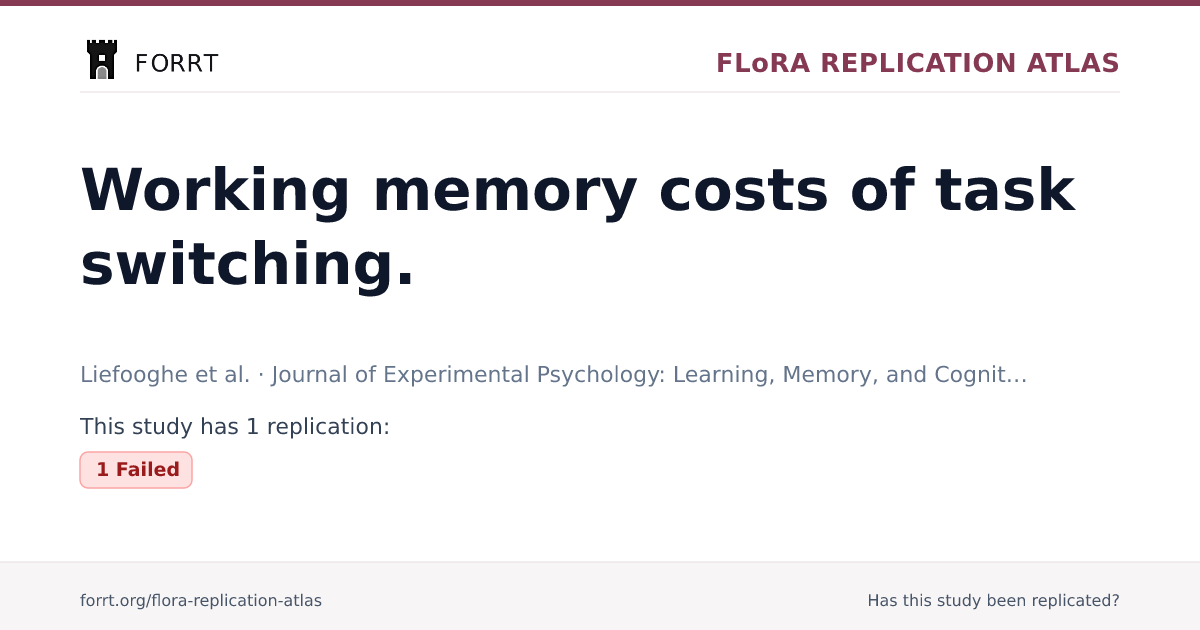 FORRT
FLoRA REPLICATION ATLAS
Working memory costs of task
switching.
Liefooghe et al. · Journal of Experimental Psychology: Learning, Memory, and Cognit...
This study has 1 replication:
1 Failed
forrt.org/flora-replication-atlas
Has this study been replicated?